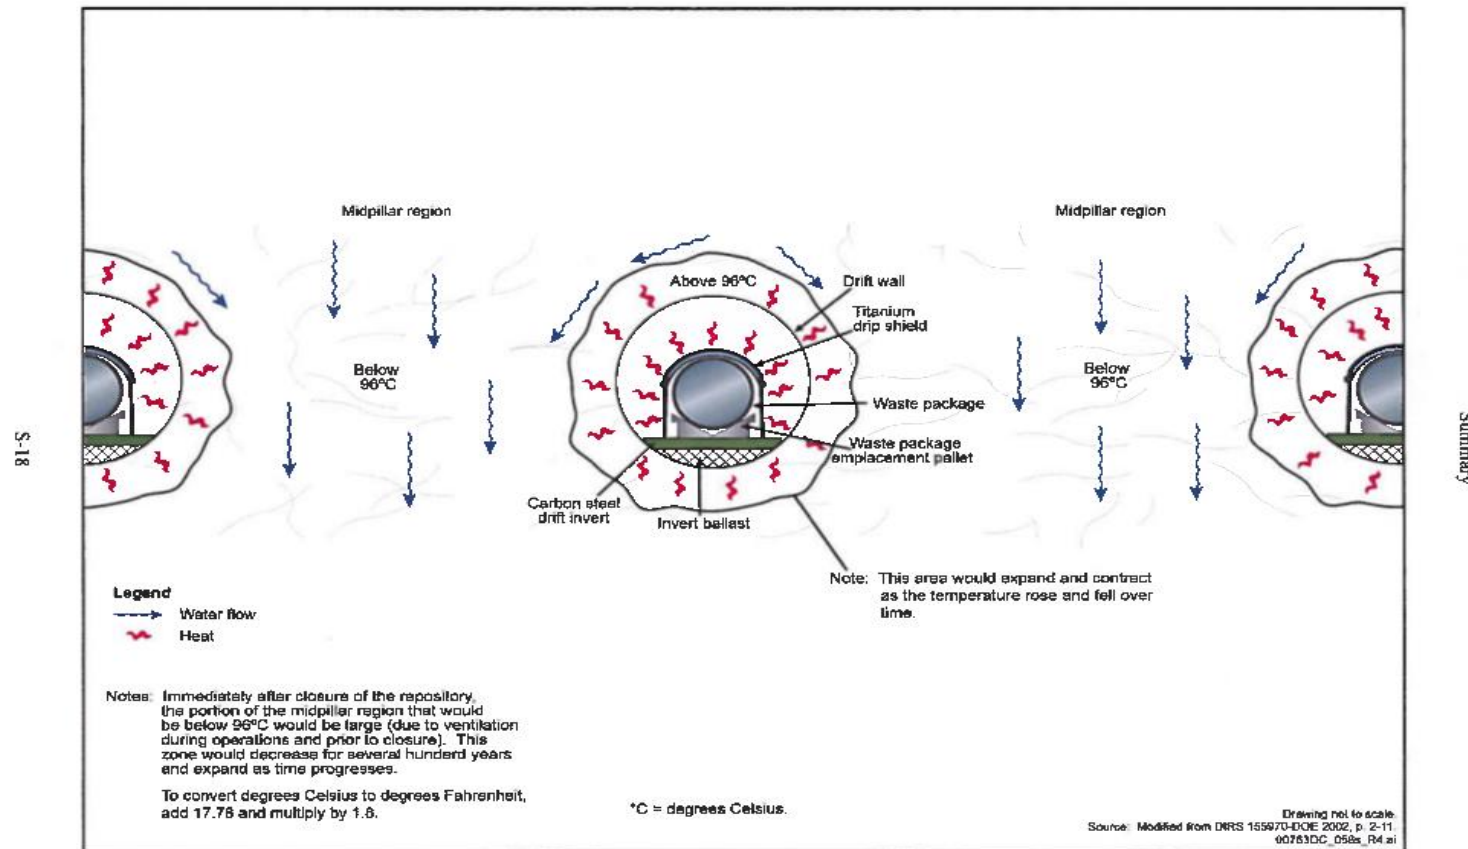 Midpillar region
Midpillar region
Above 96°C
Drift wall
Titanium
drip shield
Below
96°C
Below
96°C
Waste package
Waste package
emplacement pallet
Carbon steel
drift invert
Invert ballast
Note: This area would expand and contract
as the temperature rose and fell over
time.
Legend
Water flow
Heat
Notes: Immediately after closure of the repository,
the portion of the midpillar region that would
be below 96°C would be large (due to ventilation
during operations and prior to closure). This
zone would decrease for several hunderd years
and expand as time progresses.
To convert degrees Celsius to degrees Fahrenheit,
add 17.78 and multiply by 1.8.
°C = degrees Celsius.
Drawing not to scale.
Source: Modified from DIRS 155970-DOE 2002, p. 2-11.
00763DC_058s_R4.ai
S-18
Summary